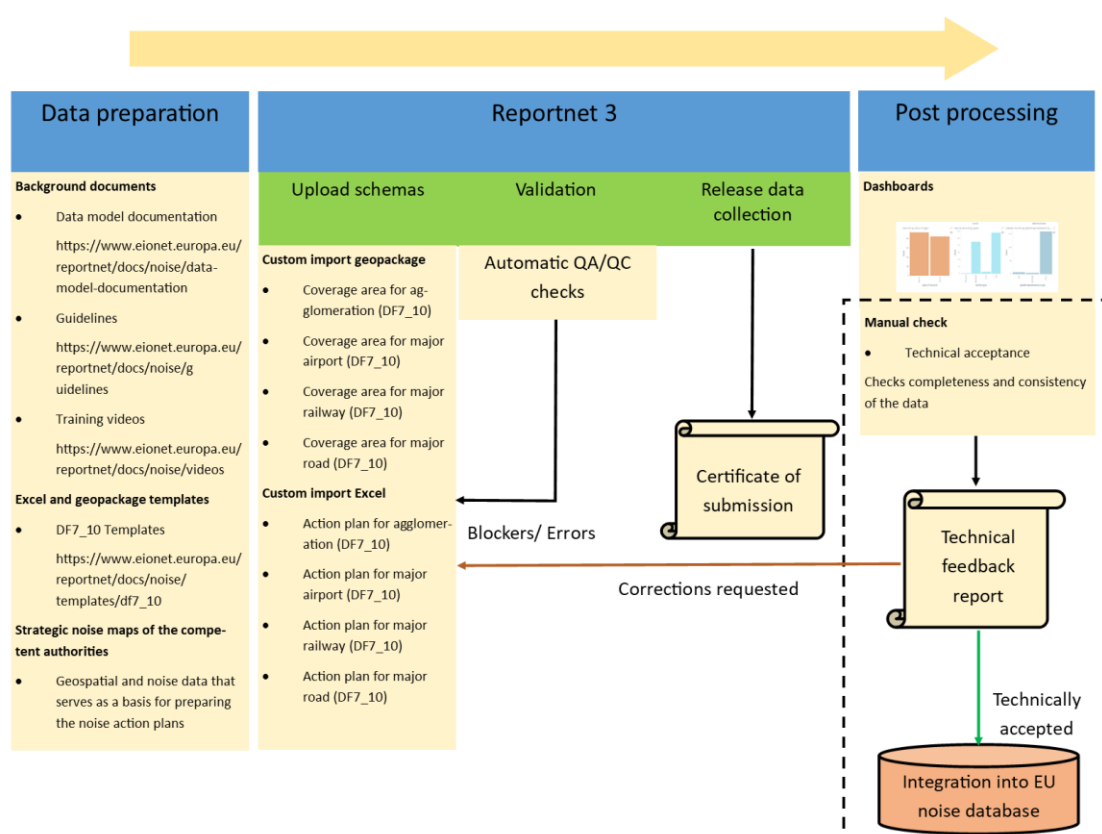 Data preparation
Reportnet 3
Post processing
Background documents
• Data model documentation
https://www.eionet.europa.eu/
reportnet/docs/noise/data-
model-documentation
• Guidelines
https://www.eionet.europa.eu/
reportnet/docs/noise/g
uidelines
• Training videos
https://www.eionet.europa.eu/
reportnet/docs/noise/videos
Excel and geopackage templates
• DF7_10 Templates
https://www.eionet.europa.eu/
reportnet/docs/noise/
templates/df7_10
Strategic noise maps of the compe-
tent authorities
• Geospatial and noise data that
serves as a basis for preparing
the noise action plans
Upload schemas
Validation
Release data
collection
Custom import geopackage
• Coverage area for ag-
glomeration (DF7_10)
• Coverage area for major
airport (DF7_10)
• Coverage area for major
railway (DF7_10)
• Coverage area for major
road (DF7_10)
Custom import Excel
• Action plan for agglomer-
ation (DF7_10)
• Action plan for major
airport (DF7_10)
• Action plan for major
railway (DF7_10)
• Action plan for major
road (DF7_10)
Automatic QA/QC
checks
Blockers/ Errors
Certificate of
submission
Corrections requested
Dashboards
Manual check
• Technical acceptance
Checks completeness and consistency
of the data
Technical
feedback
report
Technically
accepted
Integration into EU
noise database